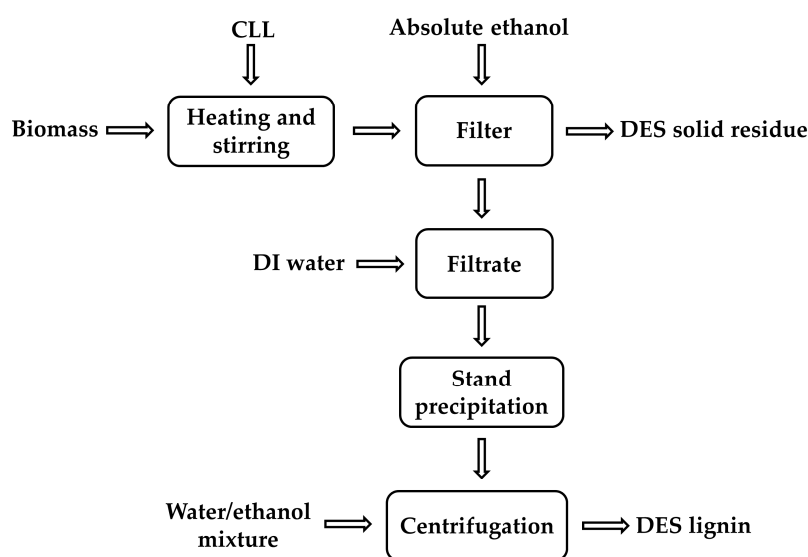 CLL
Absolute ethanol
Biomass
Heating and
stirring
Filter
DES solid residue
DI water
Filtrate
Stand
precipitation
Water/ethanol
mixture
Centrifugation
DES lignin